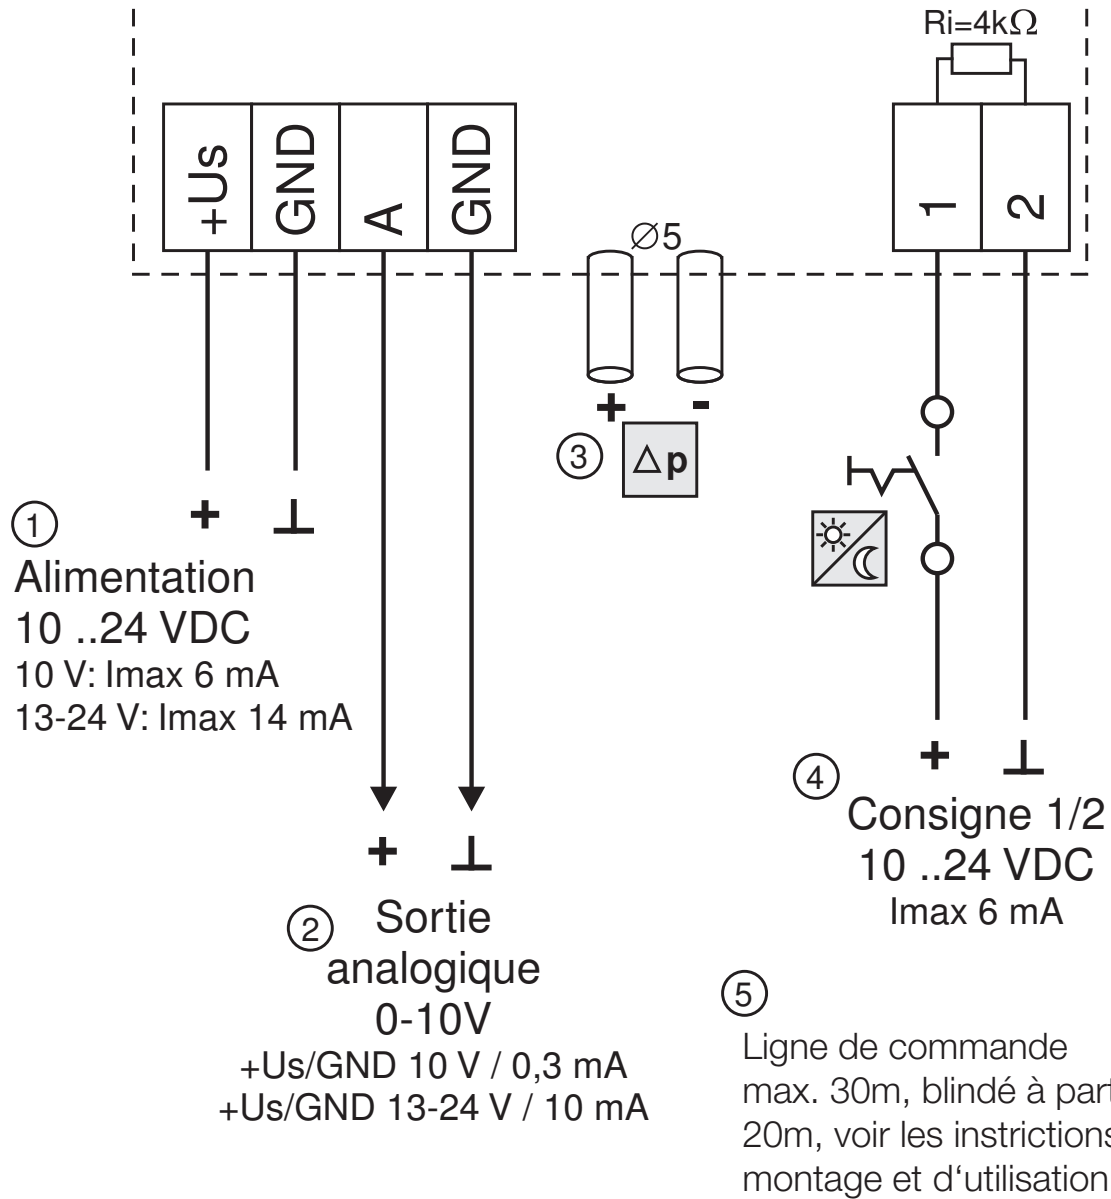 Ri=4kΩ
+Us
GND
A
GND
1
2
∅5
+
-
3
Δp
1
+
Alimentation
10 ..24 VDC
10 V: Imax 6 mA
13-24 V: Imax 14 mA
+
2
Sortie
analogique
0-10V
+Us/GND 10 V / 0,3 mA
+Us/GND 13-24 V / 10 mA
+
4
Consigne 1/2
10 ..24 VDC
Imax 6 mA
5
Ligne de commande
max. 30m, blindé à part
20m, voir les instrictions
montage et d‘utilisation